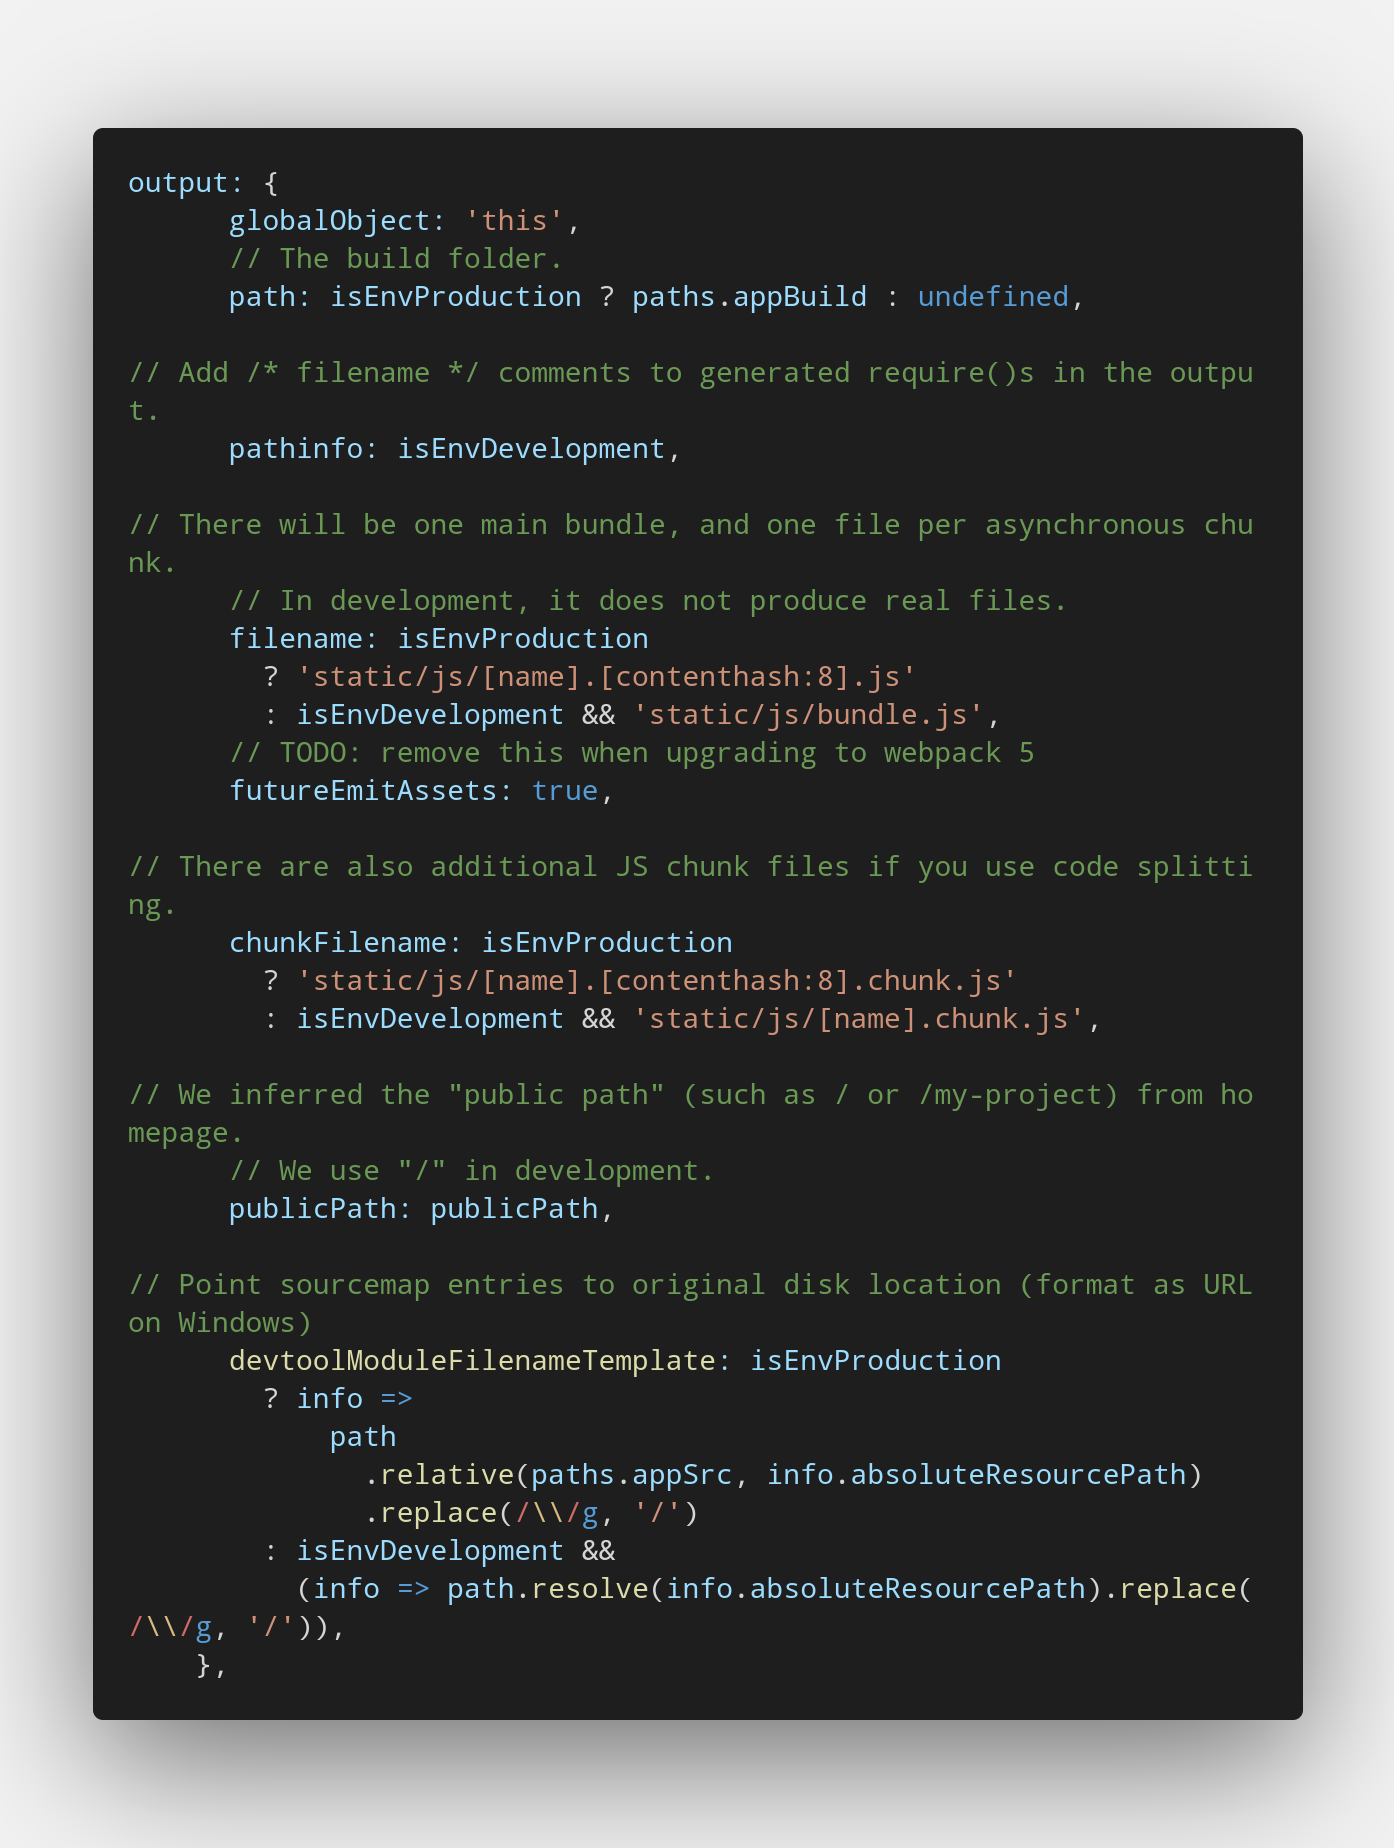 output: {
      globalObject: 'this',
      // The build folder.
      path: isEnvProduction ? paths.appBuild : undefined,

// Add /* filename */ comments to generated require()s in the outpu
t.
      pathinfo: isEnvDevelopment,

// There will be one main bundle, and one file per asynchronous chu
nk.
      // In development, it does not produce real files.
      filename: isEnvProduction
        ? 'static/js/[name].[contenthash:8].js'
        : isEnvDevelopment && 'static/js/bundle.js',
      // TODO: remove this when upgrading to webpack 5
      futureEmitAssets: true,

// There are also additional JS chunk files if you use code splitti
ng.
      chunkFilename: isEnvProduction
        ? 'static/js/[name].[contenthash:8].chunk.js'
        : isEnvDevelopment && 'static/js/[name].chunk.js',

// We inferred the "public path" (such as / or /my-project) from ho
mepage.
      // We use "/" in development.
      publicPath: publicPath,

// Point sourcemap entries to original disk location (format as URL
on Windows)
      devtoolModuleFilenameTemplate: isEnvProduction
        ? info =>
            path
              .relative(paths.appSrc, info.absoluteResourcePath)
              .replace(/\\/g, '/')
        : isEnvDevelopment &&
          (info => path.resolve(info.absoluteResourcePath).replace(
/\\/g, '/')),
    },